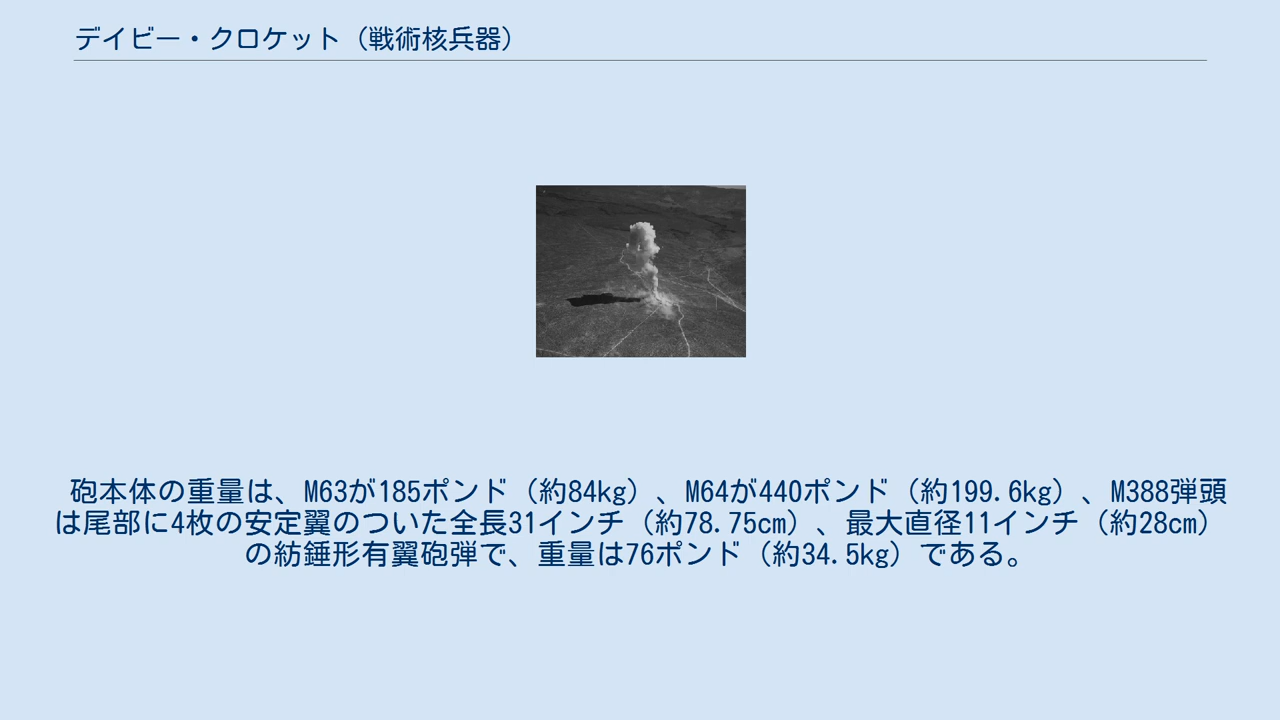 デイビー・クロケット（戦術核兵器）
砲本体の重量は、M63が185ポンド（約84kg）、M64が440ポンド（約199.6kg）、M388弾頭
は尾部に4枚の安定翼のついた全長31インチ（約78.75cm）、最大直径11インチ（約28cm）
の紡錘形有翼砲弾で、重量は76ポンド（約34.5kg）である。